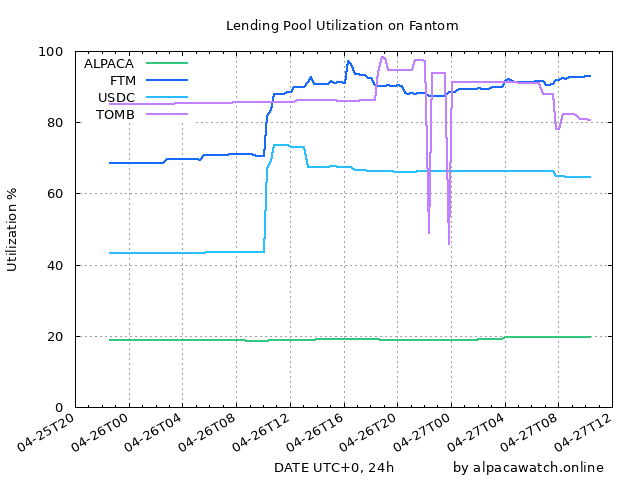 Lending Pool Utilization on Fantom
100
80
60
40
20
0
Utilization %
ALPACA
FTM
USDC
TOMB
04-25T20
04-26T00
04-26T04
04-26T08
04-26T12
04-26T16
04-26T20
04-27T00
04-27T04
04-27T08
04-27T12
DATE UTC+0, 24h
by alpacawatch.online